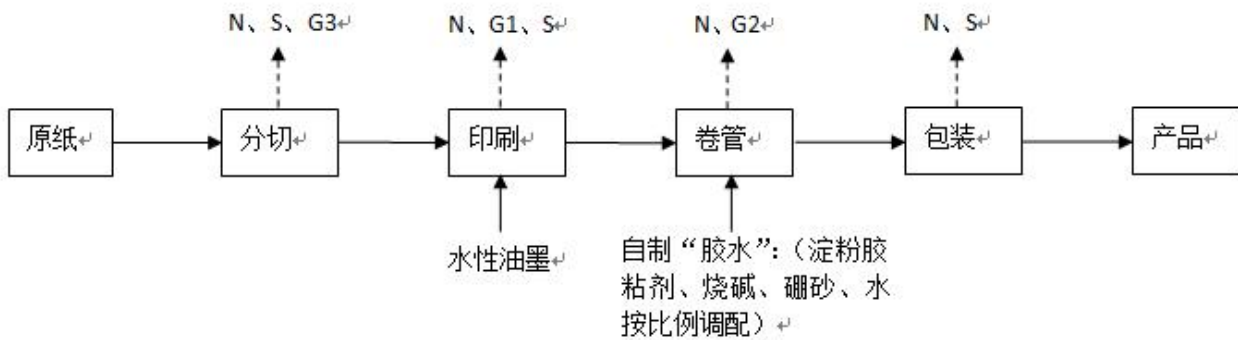 N、S、G3
N、G1、S
N、G2
N、S
原纸
分切
印刷
卷管
包装
产品
水性油墨
自制“胶水”：（淀粉胶
粘剂、烧碱、硼砂、水
按比例调配）